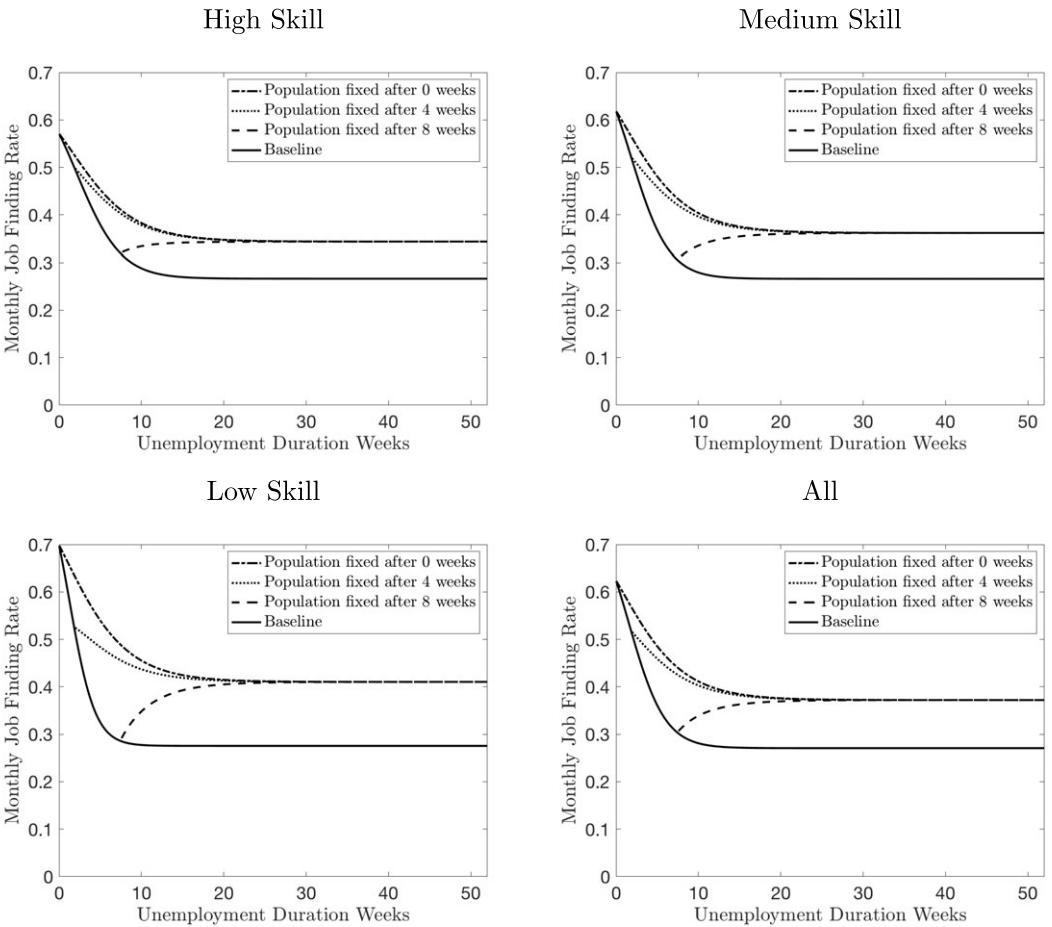 High Skill
Monthly Job Finding Rate
0.7
0.6
0.5
0.4
0.3
0.2
0.1
0
Population fixed after 0 weeks
Population fixed after 4 weeks
Population fixed after 8 weeks
Baseline
0 10 20 30 40 50
Unemployment Duration Weeks
Medium Skill
Monthly Job Finding Rate
0.7
0.6
0.5
0.4
0.3
0.2
0.1
0
Population fixed after 0 weeks
Population fixed after 4 weeks
Population fixed after 8 weeks
Baseline
0 10 20 30 40 50
Unemployment Duration Weeks
Low Skill
Monthly Job Finding Rate
0.7
0.6
0.5
0.4
0.3
0.2
0.1
0
Population fixed after 0 weeks
Population fixed after 4 weeks
Population fixed after 8 weeks
Baseline
0 10 20 30 40 50
Unemployment Duration Weeks
All
Monthly Job Finding Rate
0.7
0.6
0.5
0.4
0.3
0.2
0.1
0
Population fixed after 0 weeks
Population fixed after 4 weeks
Population fixed after 8 weeks
Baseline
0 10 20 30 40 50
Unemployment Duration Weeks